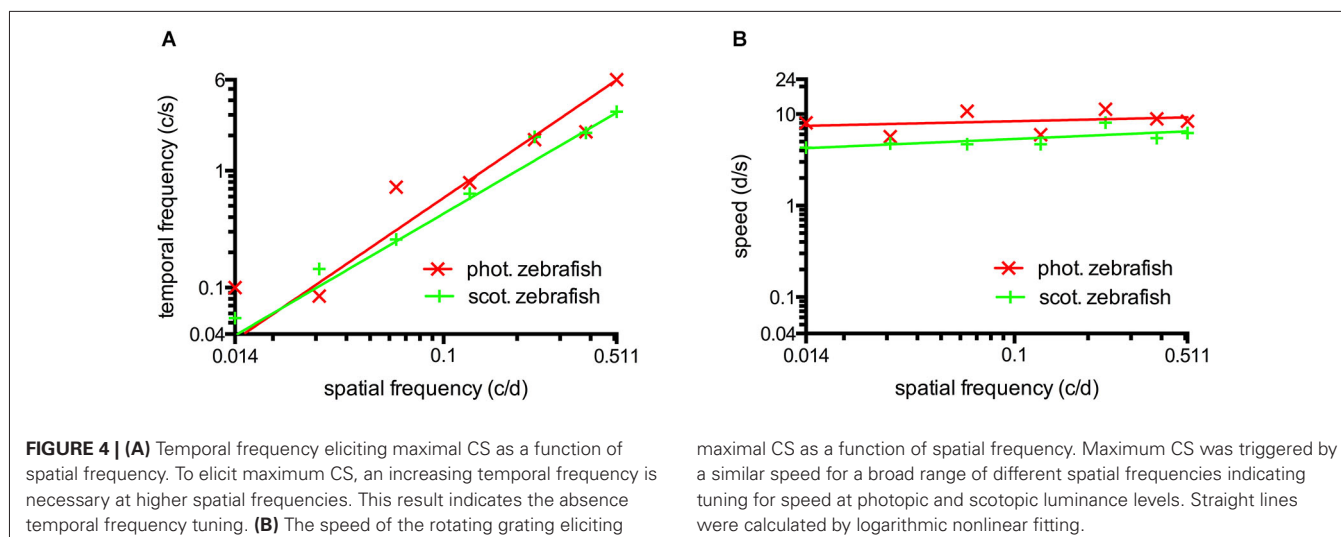 A
6
1
0.1
0.04
temporal frequency (c/s)
0.014
0.1
0.511
spatial frequency (c/d)
phot. zebrafish
scot. zebrafish
B
24
10
1
0.1
0.04
speed (d/s)
0.014
0.1
0.511
spatial frequency (c/d)
phot. zebrafish
scot. zebrafish
FIGURE 4 | (A) Temporal frequency eliciting maximal CS as a function of
spatial frequency. To elicit maximum CS, an increasing temporal frequency is
necessary at higher spatial frequencies. This result indicates the absence
temporal frequency tuning. (B) The speed of the rotating grating eliciting
maximal CS as a function of spatial frequency. Maximum CS was triggered by
a similar speed for a broad range of different spatial frequencies indicating
tuning for speed at photopic and scotopic luminance levels. Straight lines
were calculated by logarithmic nonlinear fitting.